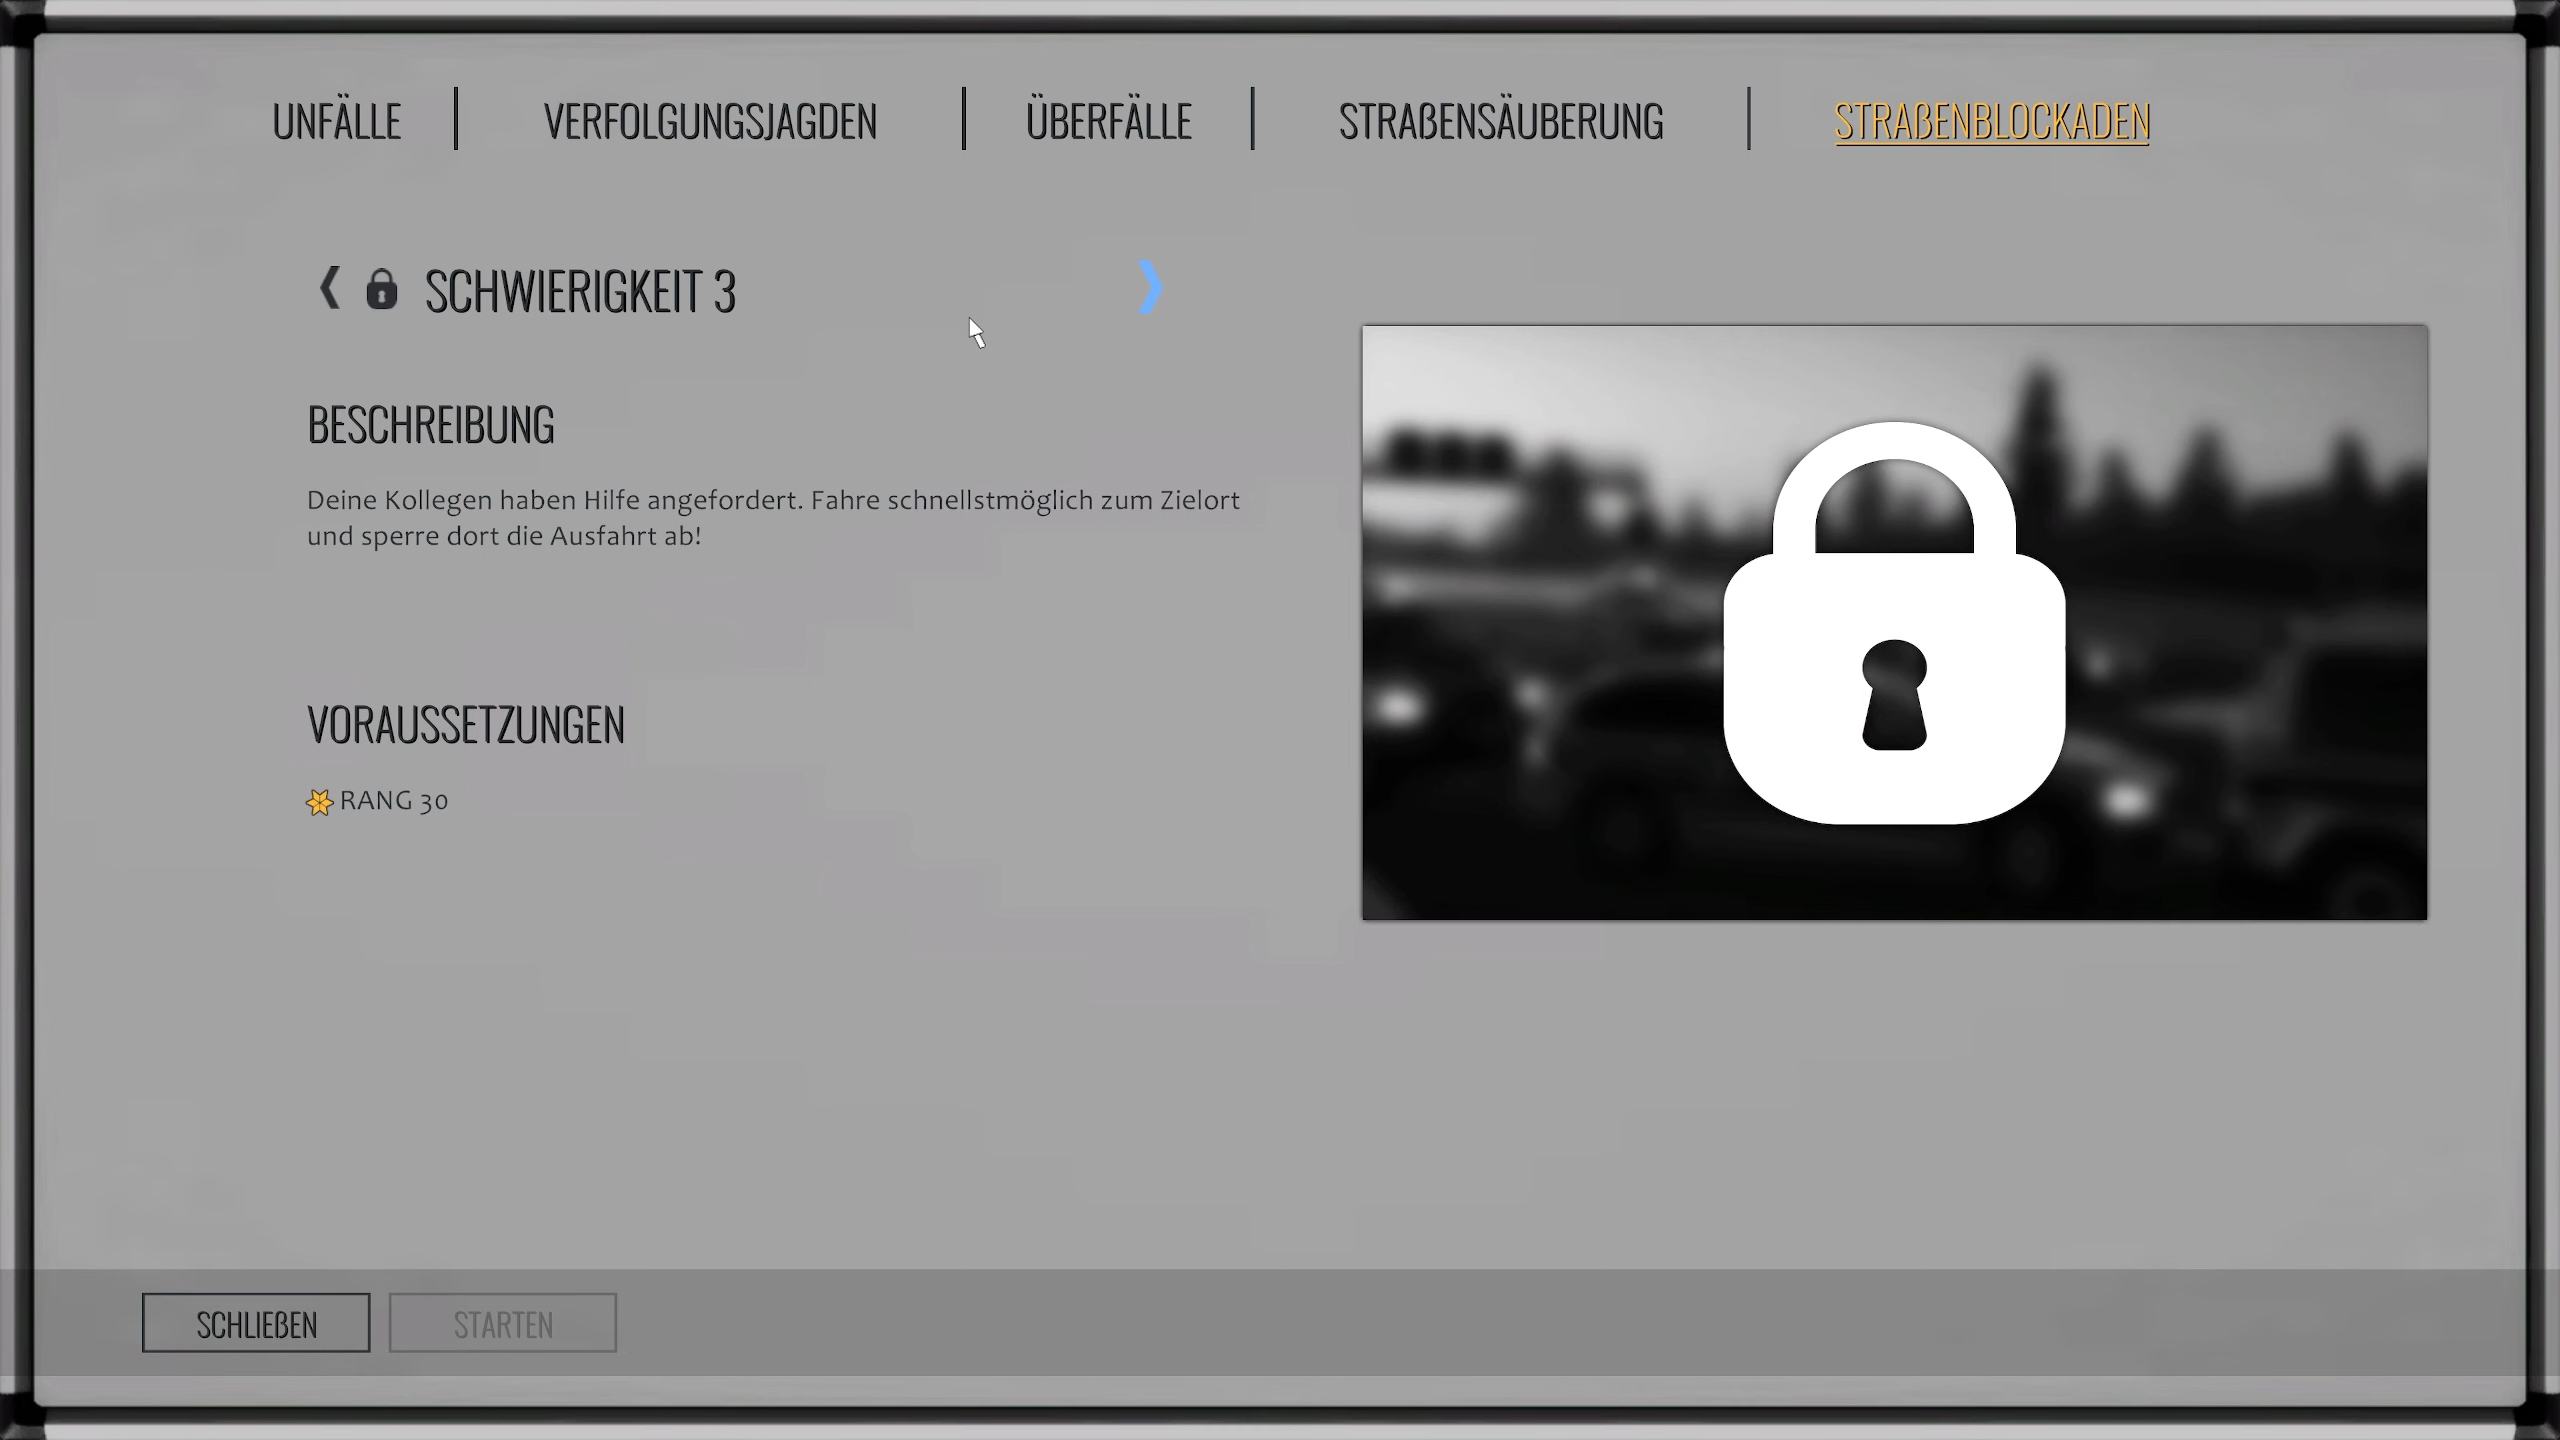 UNFÄLLE
VERFOLGUNGSJAGDEN
ÜBERFÄLLE
STRAßENSÄUBERUNG
STRAßENBLOCKADEN
SCHWIERIGKEIT 3
BESCHREIBUNG
Deine Kollegen haben Hilfe angefordert. Fahre schnellstmöglich zum Zielort
und sperre dort die Ausfahrt ab!
VORAUSSETZUNGEN
RANG 30
SCHLIEßEN
STARTEN